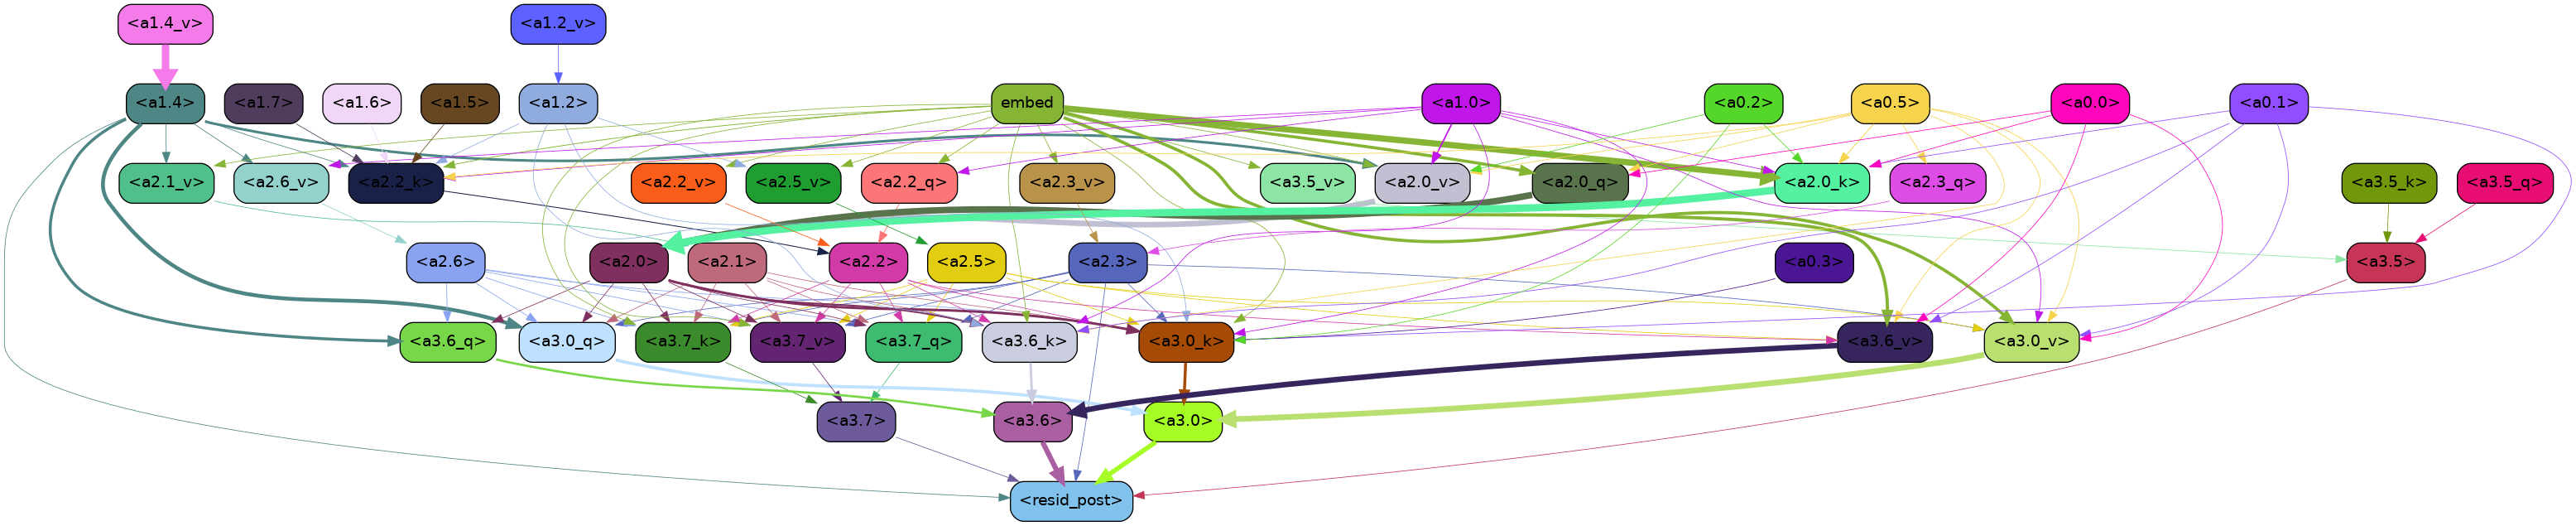 <a1.4_v> <a1.2_v>
<a1.4> <a1.7> <a1.6> <a1.5> <a1.2> embed <a1.0> <a0.2> <a0.5> <a0.0> <a0.1>
<a2.1_v> <a2.6_v> <a2.2_k> <a2.2_v> <a2.5_v> <a2.2_q> <a2.3_v> <a3.5_v> <a2.0_v> <a2.0_q> <a2.0_k> <a2.3_q> <a3.5_k> <a3.5_q>
<a2.6> <a2.0> <a2.1> <a2.2> <a2.5> <a2.3> <a0.3> <a3.5>
<a3.6_q> <a3.0_q> <a3.7_k> <a3.7_v> <a3.7_q> <a3.6_k> <a3.0_k> <a3.6_v> <a3.0_v>
<a3.7> <a3.6> <a3.0>
<resid_post>